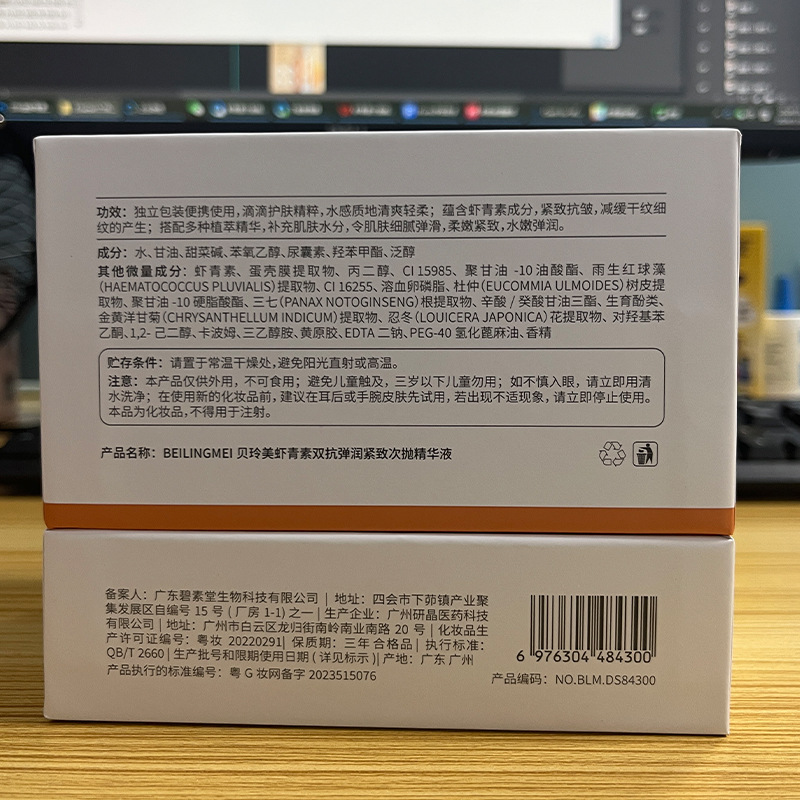 功效：独立包装便携使用，滴滴护肤精粹，水感质地清爽轻柔；蕴含虾青素成分，紧致抗皱，减缓干纹细
纹的产生；搭配多种植萃精华，补充肌肤水分，令肌肤细腻弹滑，柔嫩紧致，水嫩弹润。
成分：水、甘油、甜菜碱、苯氧乙醇、尿囊素、羟苯甲酯、泛醇
其他微量成分：虾青素、蛋壳膜提取物、丙二醇、CI 15985、聚甘油 -10 油酸酯、雨生红球藻
（HAEMATOCOCCUS PLUVIALIS）提取物、CI 16255、溶血卵磷脂、杜仲（EUCOMMIA ULMOIDES）树皮提
取物、聚甘油 -10 硬脂酸酯、三七（PANAX NOTOGINSENG）根提取物、辛酸 / 癸酸甘油三酯、生育酚类、
金黄洋甘菊（CHRYSANTHELLUM INDICUM）提取物、忍冬（LOUICERA JAPONICA）花提取物、对羟基苯
乙酮、1,2- 己二醇、卡波姆、三乙醇胺、黄原胶、EDTA 二钠、PEG-40 氢化蓖麻油、香精
贮存条件：请置于常温干燥处，避免阳光直射或高温。
注意：本产品仅供外用，不可食用；避免儿童触及，三岁以下儿童勿用；如不慎入眼，请立即用清
水洗净；在使用新的化妆品前，建议在耳后或手腕皮肤先试用，若出现不适现象，请立即停止使用。
本品为化妆品，不得用于注射。
产品名称：BEILINGMEI 贝玲美虾青素双抗弹润紧致次抛精华液
备案人：广东碧素堂生物科技有限公司｜地址：四会市下茆镇产业聚
集发展区自编号 15 号（厂房 1-1）之一｜生产企业：广州研晶医药科技
有限公司｜地址：广州市白云区龙归街南岭南业南路 20 号｜化妆品生
产许可证编号：粤妆 20220291｜保质期：三年 合格品｜执行标准：
QB/T 2660｜生产批号和限期使用日期（详见标示）｜产地：广东 广州
产品执行的标准编号：粤 G 妆网备字 2023515076
6 976304 484300
产品编码：NO.BLM.DS84300